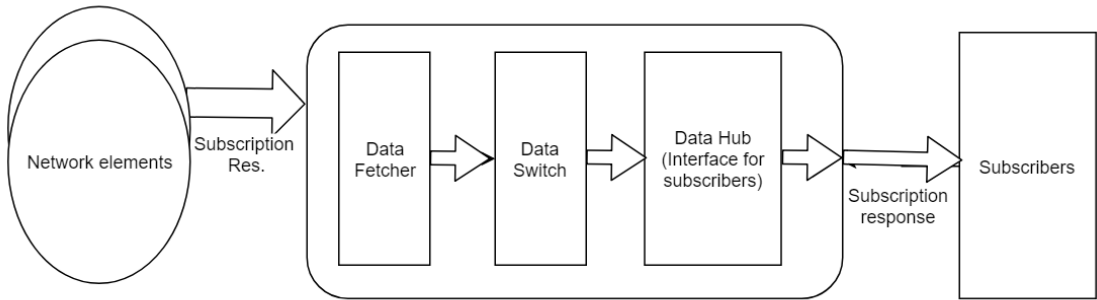 Network elements
Subscription
Res.
Data
Fetcher
Data
Switch
Data Hub
(Interface for
subscribers)
Subscription
response
Subscribers